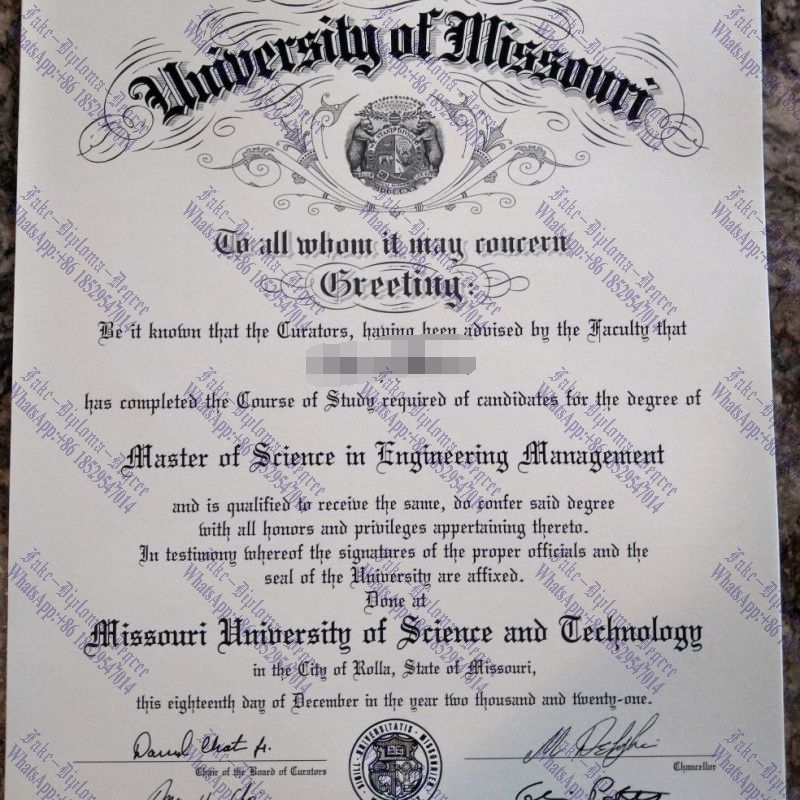 University of Missouri
To all whom it may concern
Greeting:
Be it known that the Curators, having been advised by the Faculty that
has completed the Course of Study required of candidates for the degree of
Master of Science in Engineering Management
and is qualified to receive the same, do confer said degree
with all honors and privileges appertaining thereto.
In testimony whereof the signatures of the proper officials and the
seal of the University are affixed.
Done at
Missouri University of Science and Technology
in the City of Rolla, State of Missouri,
this eighteenth day of December in the year two thousand and twenty-one.
Chair of the Board of Curators
Chancellor
Fake-Diploma-Degree
WhatsApp:+86 18529547014